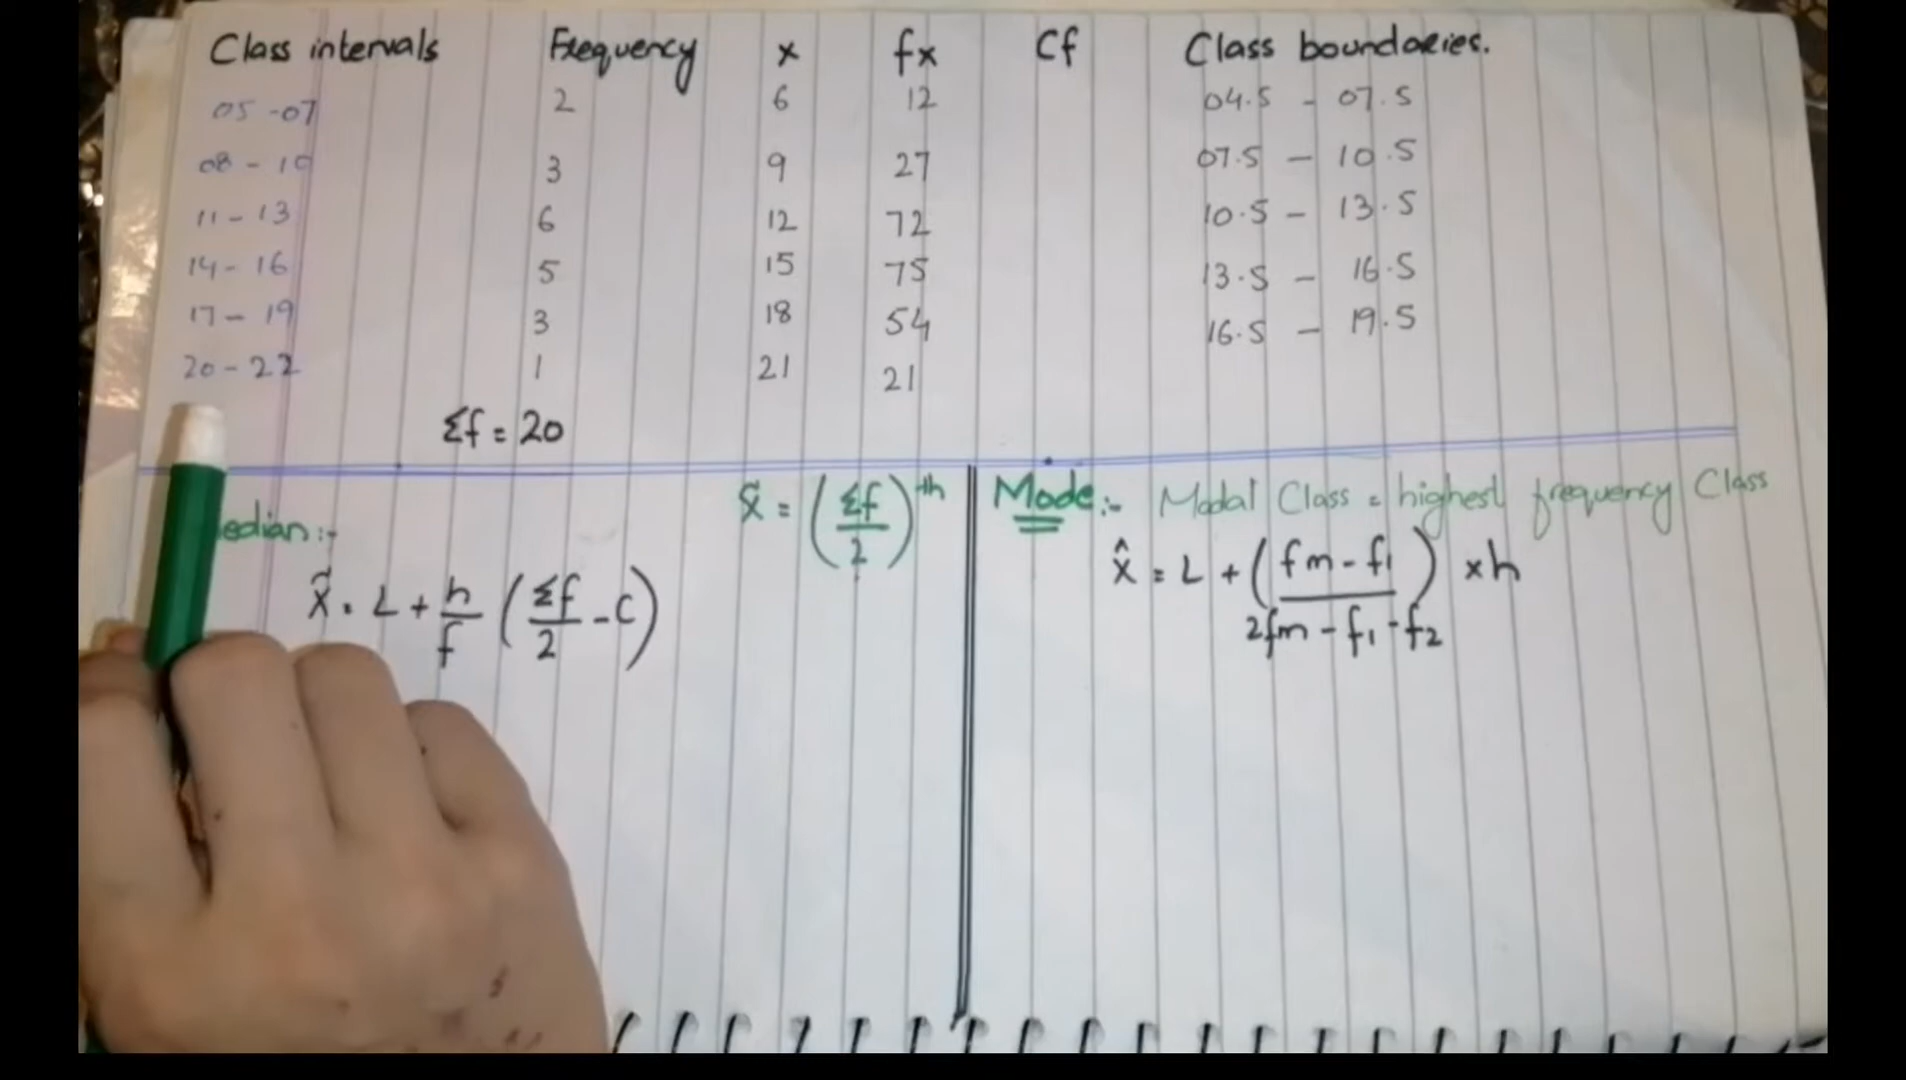 Class intervals Frequency x fx Cf Class boundaries.
05-07 2 6 12 04.5 - 07.5
08-10 3 9 27 07.5 - 10.5
11-13 6 12 72 10.5 - 13.5
14-16 5 15 75 13.5 - 16.5
17-19 3 18 54 16.5 - 19.5
20-22 1 21 21
Σf = 20
edian:- x̃ = (Σf/2)th
x̃ = L + h/f (Σf/2 - C)
Mode:- Modal Class = highest frequency Class
x̂ = L + (fm - f1 / 2fm - f1 - f2) × h